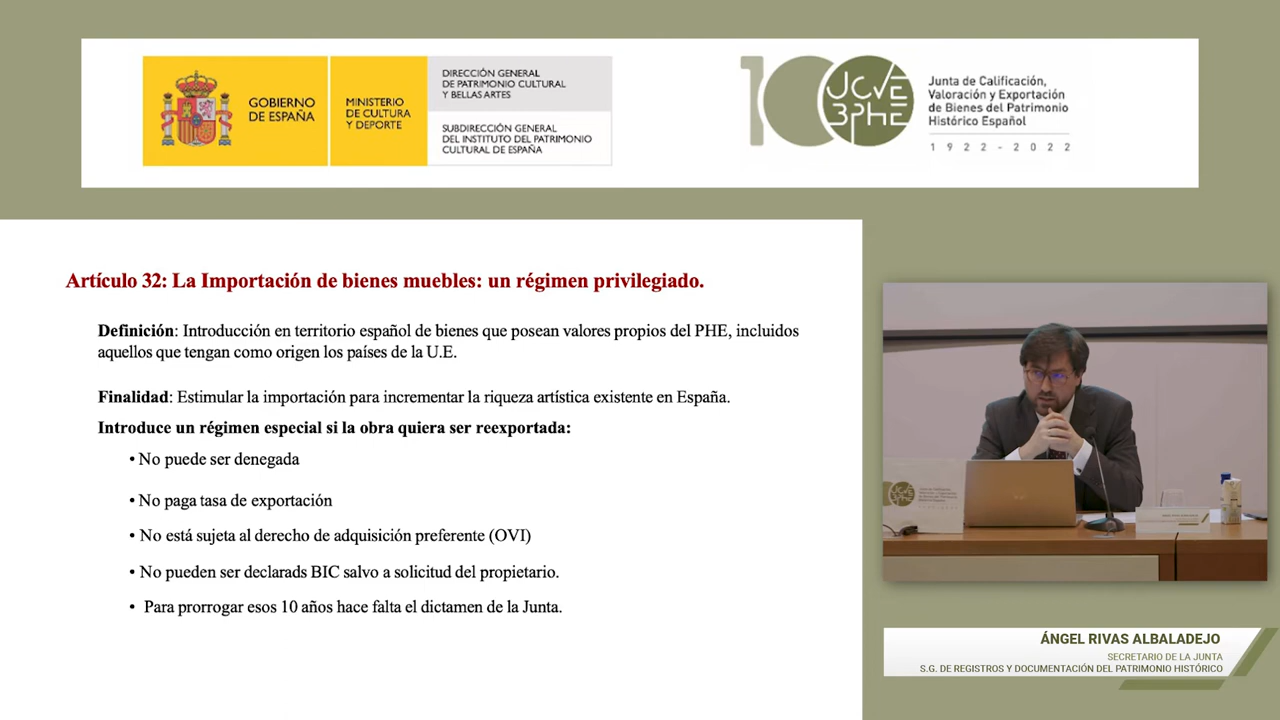 GOBIERNO
DE ESPAÑA
MINISTERIO
DE CULTURA
Y DEPORTE
DIRECCIÓN GENERAL
DE PATRIMONIO CULTURAL
Y BELLAS ARTES
SUBDIRECCIÓN GENERAL
DEL INSTITUTO DEL PATRIMONIO
CULTURAL DE ESPAÑA
100
JCVE
BPHE
Junta de Calificación,
Valoración y Exportación
de Bienes del Patrimonio
Histórico Español
1922-2022
Artículo 32: La Importación de bienes muebles: un régimen privilegiado.
Definición: Introducción en territorio español de bienes que posean valores propios del PHE, incluidos
aquellos que tengan como origen los países de la U.E.
Finalidad: Estimular la importación para incrementar la riqueza artística existente en España.
Introduce un régimen especial si la obra quiera ser reexportada:
• No puede ser denegada
• No paga tasa de exportación
• No está sujeta al derecho de adquisición preferente (OVI)
• No pueden ser declarads BIC salvo a solicitud del propietario.
• Para prorrogar esos 10 años hace falta el dictamen de la Junta.
ÁNGEL RIVAS ALBALADEJO
SECRETARIO DE LA JUNTA
S.G. DE REGISTROS Y DOCUMENTACIÓN DEL PATRIMONIO HISTÓRICO